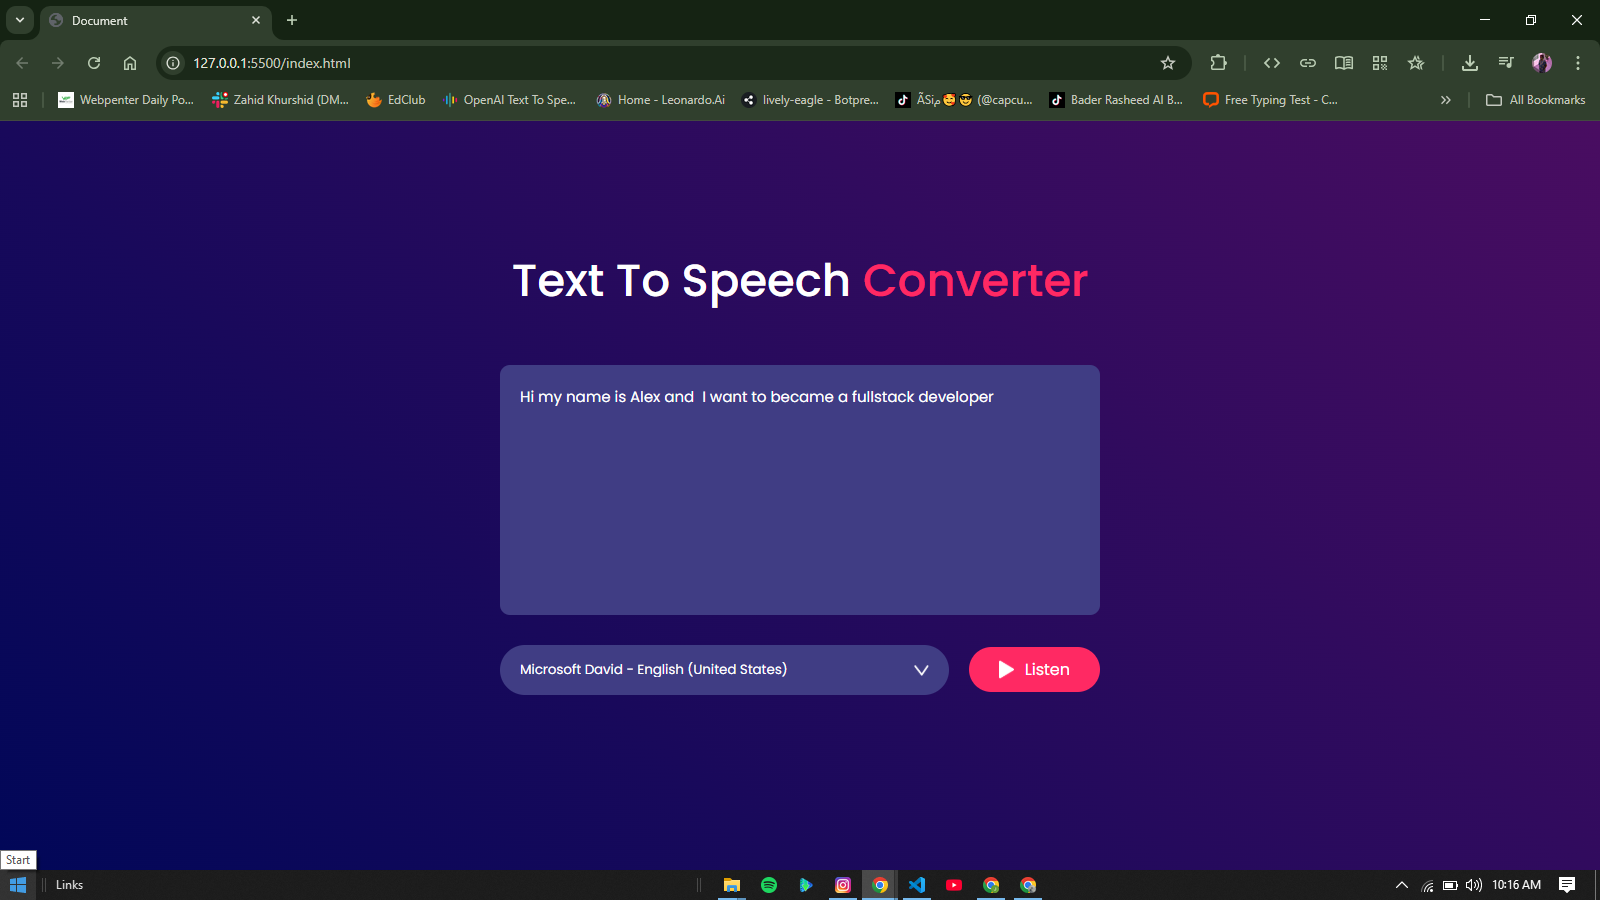 Document
127.0.0.1:5500/index.html
Webpenter Daily Po...
Zahid Khurshid (DM...
EdClub
OpenAI Text To Spe...
Home - Leonardo.Ai
lively-eagle - Botpre...
(@capcu...
Bader Rasheed AI B...
Free Typing Test - C...
All Bookmarks
Text To Speech Converter
Hi my name is Alex and  I want to became a fullstack developer
Microsoft David - English (United States)
Listen
Start
Links
10:16 AM